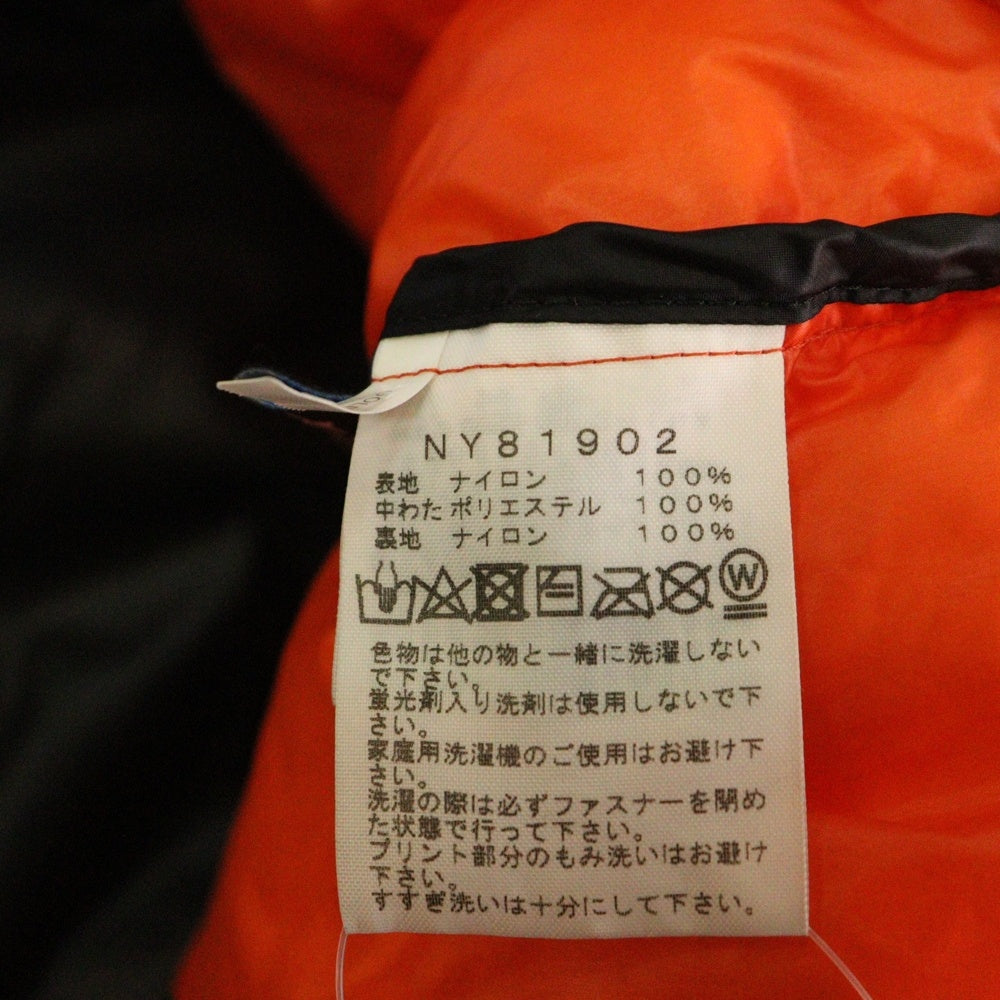 NY81902
表地 ナイロン 100%
中わた ポリエステル 100%
裏地 ナイロン 100%
W
色物は他の物と一緒に洗濯しない
で下さい。
蛍光剤入り洗剤は使用しないで下
さい。
家庭用洗濯機のご使用はお避け下
さい。
洗濯の際は必ずファスナーを閉め
た状態で行って下さい。
プリント部分のもみ洗いはお避け
下さい。
すすぎ洗いは十分にして下さい。